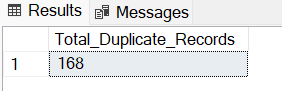 Results Messages
Total_Duplicate_Records
1 168